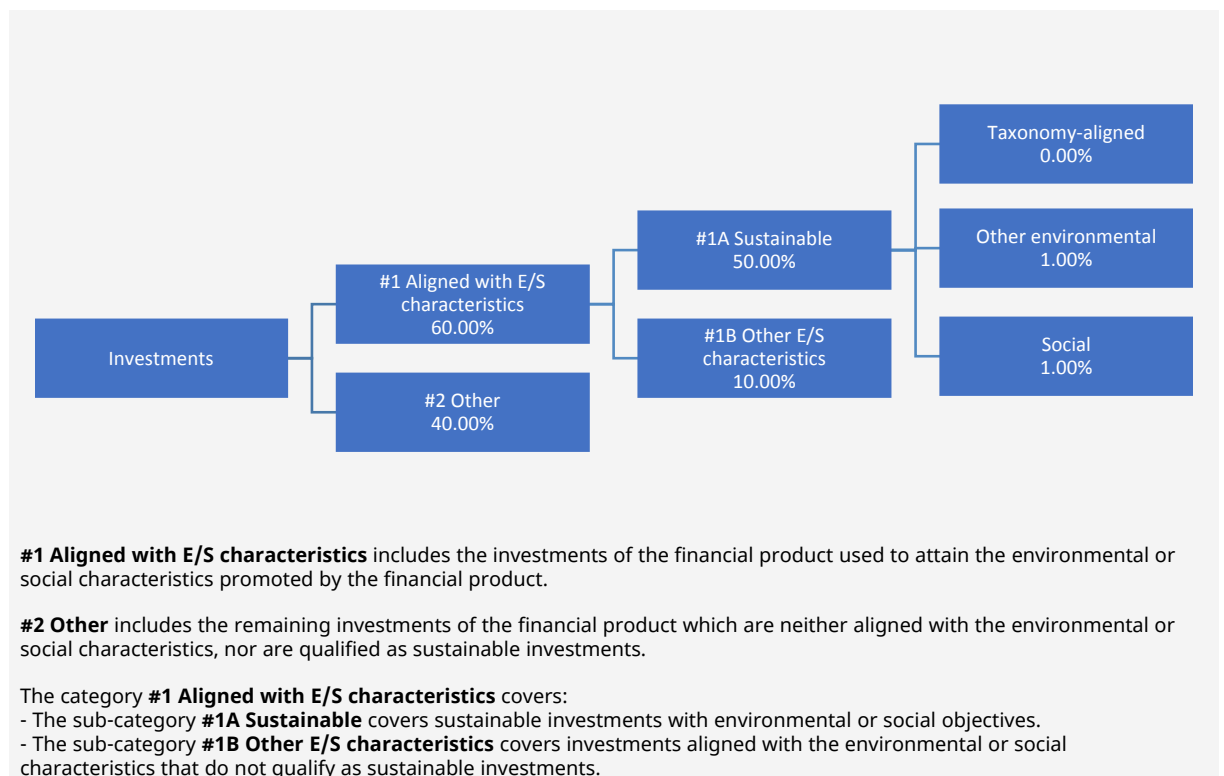 Investments
#1 Aligned with E/S
characteristics
60.00%
#2 Other
40.00%
#1A Sustainable
50.00%
#1B Other E/S
characteristics
10.00%
Taxonomy-aligned
0.00%
Other environmental
1.00%
Social
1.00%
#1 Aligned with E/S characteristics includes the investments of the financial product used to attain the environmental or
social characteristics promoted by the financial product.
#2 Other includes the remaining investments of the financial product which are neither aligned with the environmental or
social characteristics, nor are qualified as sustainable investments.
The category #1 Aligned with E/S characteristics covers:
- The sub-category #1A Sustainable covers sustainable investments with environmental or social objectives.
- The sub-category #1B Other E/S characteristics covers investments aligned with the environmental or social
characteristics that do not qualify as sustainable investments.